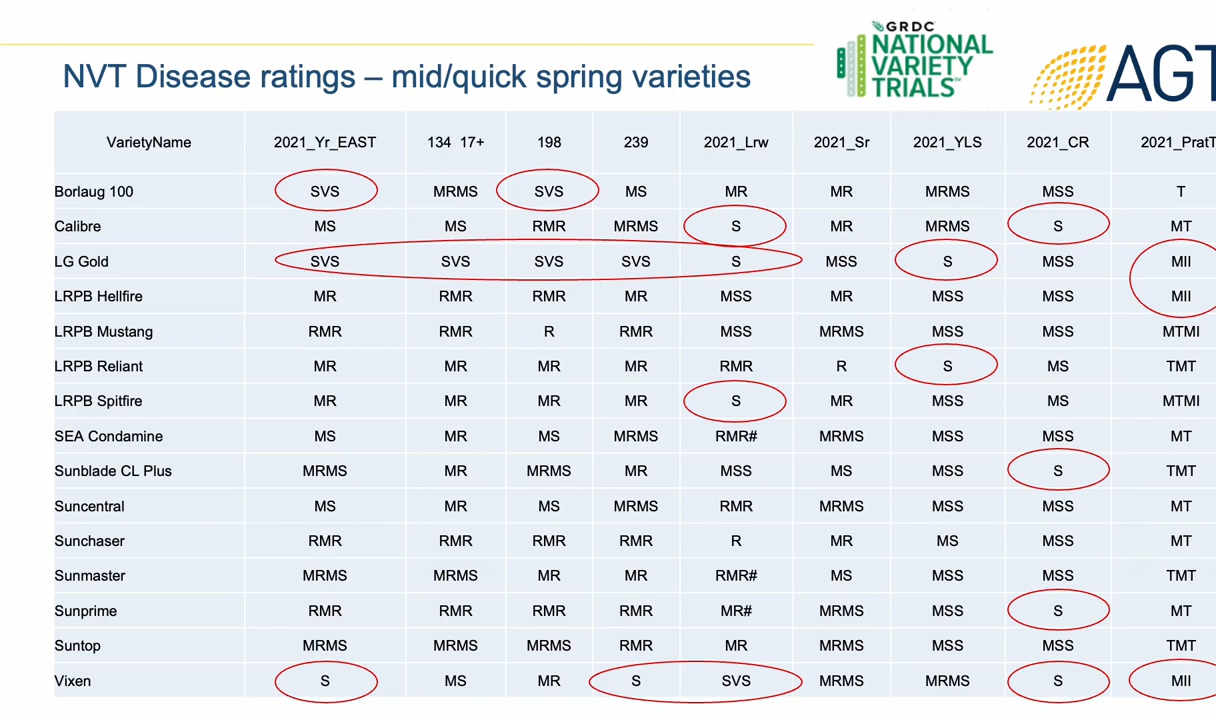 GRDC
NATIONAL
VARIETY
TRIALS™
AGT
NVT Disease ratings – mid/quick spring varieties
VarietyName 2021_Yr_EAST 134 17+ 198 239 2021_Lrw 2021_Sr 2021_YLS 2021_CR 2021_PratT
Borlaug 100 SVS MRMS SVS MS MR MR MRMS MSS T
Calibre MS MS RMR MRMS S MR MRMS S MT
LG Gold SVS SVS SVS SVS S MSS S MSS MII
LRPB Hellfire MR RMR RMR MR MSS MR MSS MSS MII
LRPB Mustang RMR RMR R RMR MSS MRMS MSS MSS MTMI
LRPB Reliant MR MR MR MR RMR R S MS TMT
LRPB Spitfire MR MR MR MR S MR MSS MS MTMI
SEA Condamine MS MR MS MRMS RMR# MRMS MSS MSS MT
Sunblade CL Plus MRMS MR MRMS MR MSS MS MSS S TMT
Suncentral MS MR MS MRMS RMR MRMS MSS MSS MT
Sunchaser RMR RMR RMR RMR R MR MS MSS MT
Sunmaster MRMS MRMS MR MR RMR# MS MSS MSS TMT
Sunprime RMR RMR RMR RMR MR# MRMS MSS S MT
Suntop MRMS MRMS MRMS RMR MR MRMS MSS MSS TMT
Vixen S MS MR S SVS MRMS MRMS S MII